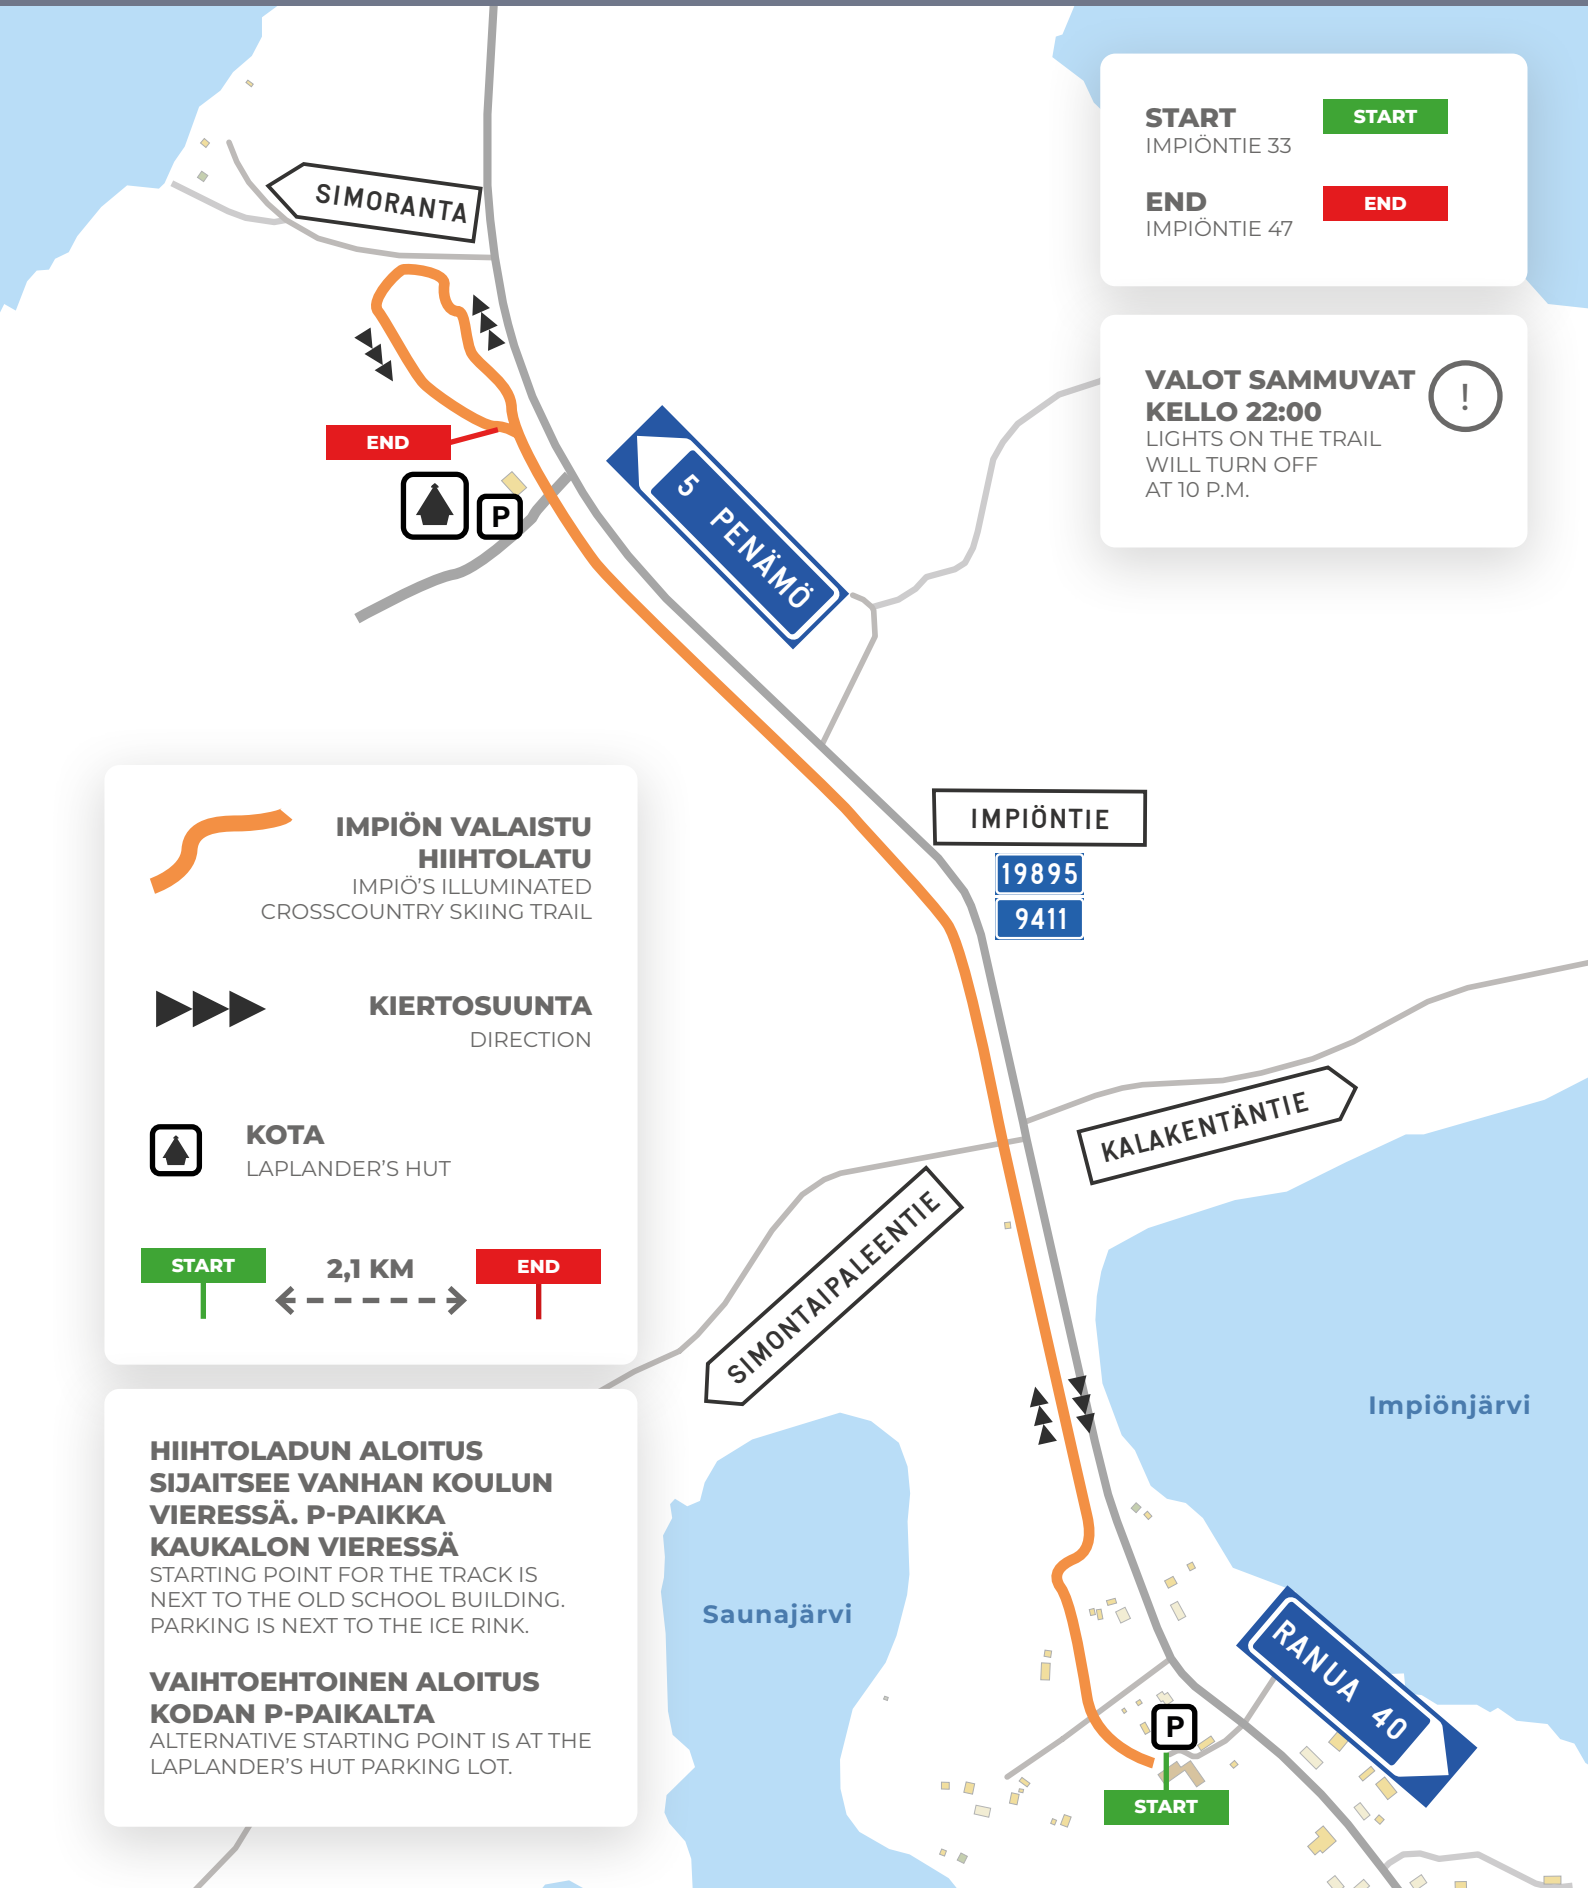 START
IMPIÖNTIE 33
START
END
IMPIÖNTIE 47
END
SIMORANTA
VALOT SAMMUVAT
KELLO 22:00
!
LIGHTS ON THE TRAIL
WILL TURN OFF
AT 10 P.M.
END
P
5 PENÄMÖ
IMPIÖNTIE
19895
9411
IMPIÖN VALAISTU
HIIHTOLATU
IMPIÖ'S ILLUMINATED
CROSSCOUNTRY SKIING TRAIL
KIERTOSUUNTA
DIRECTION
KOTA
LAPLANDER'S HUT
START
2,1 KM
END
KALAKENTÄNTIE
SIMONTAIPALEENTIE
Impiönjärvi
HIIHTOLADUN ALOITUS
SIJAITSEE VANHAN KOULUN
VIERESSÄ. P-PAIKKA
KAUKALON VIERESSÄ
STARTING POINT FOR THE TRACK IS
NEXT TO THE OLD SCHOOL BUILDING.
PARKING IS NEXT TO THE ICE RINK.
VAIHTOEHTOINEN ALOITUS
KODAN P-PAIKALTA
ALTERNATIVE STARTING POINT IS AT THE
LAPLANDER'S HUT PARKING LOT.
Saunajärvi
RANUA 40
P
START